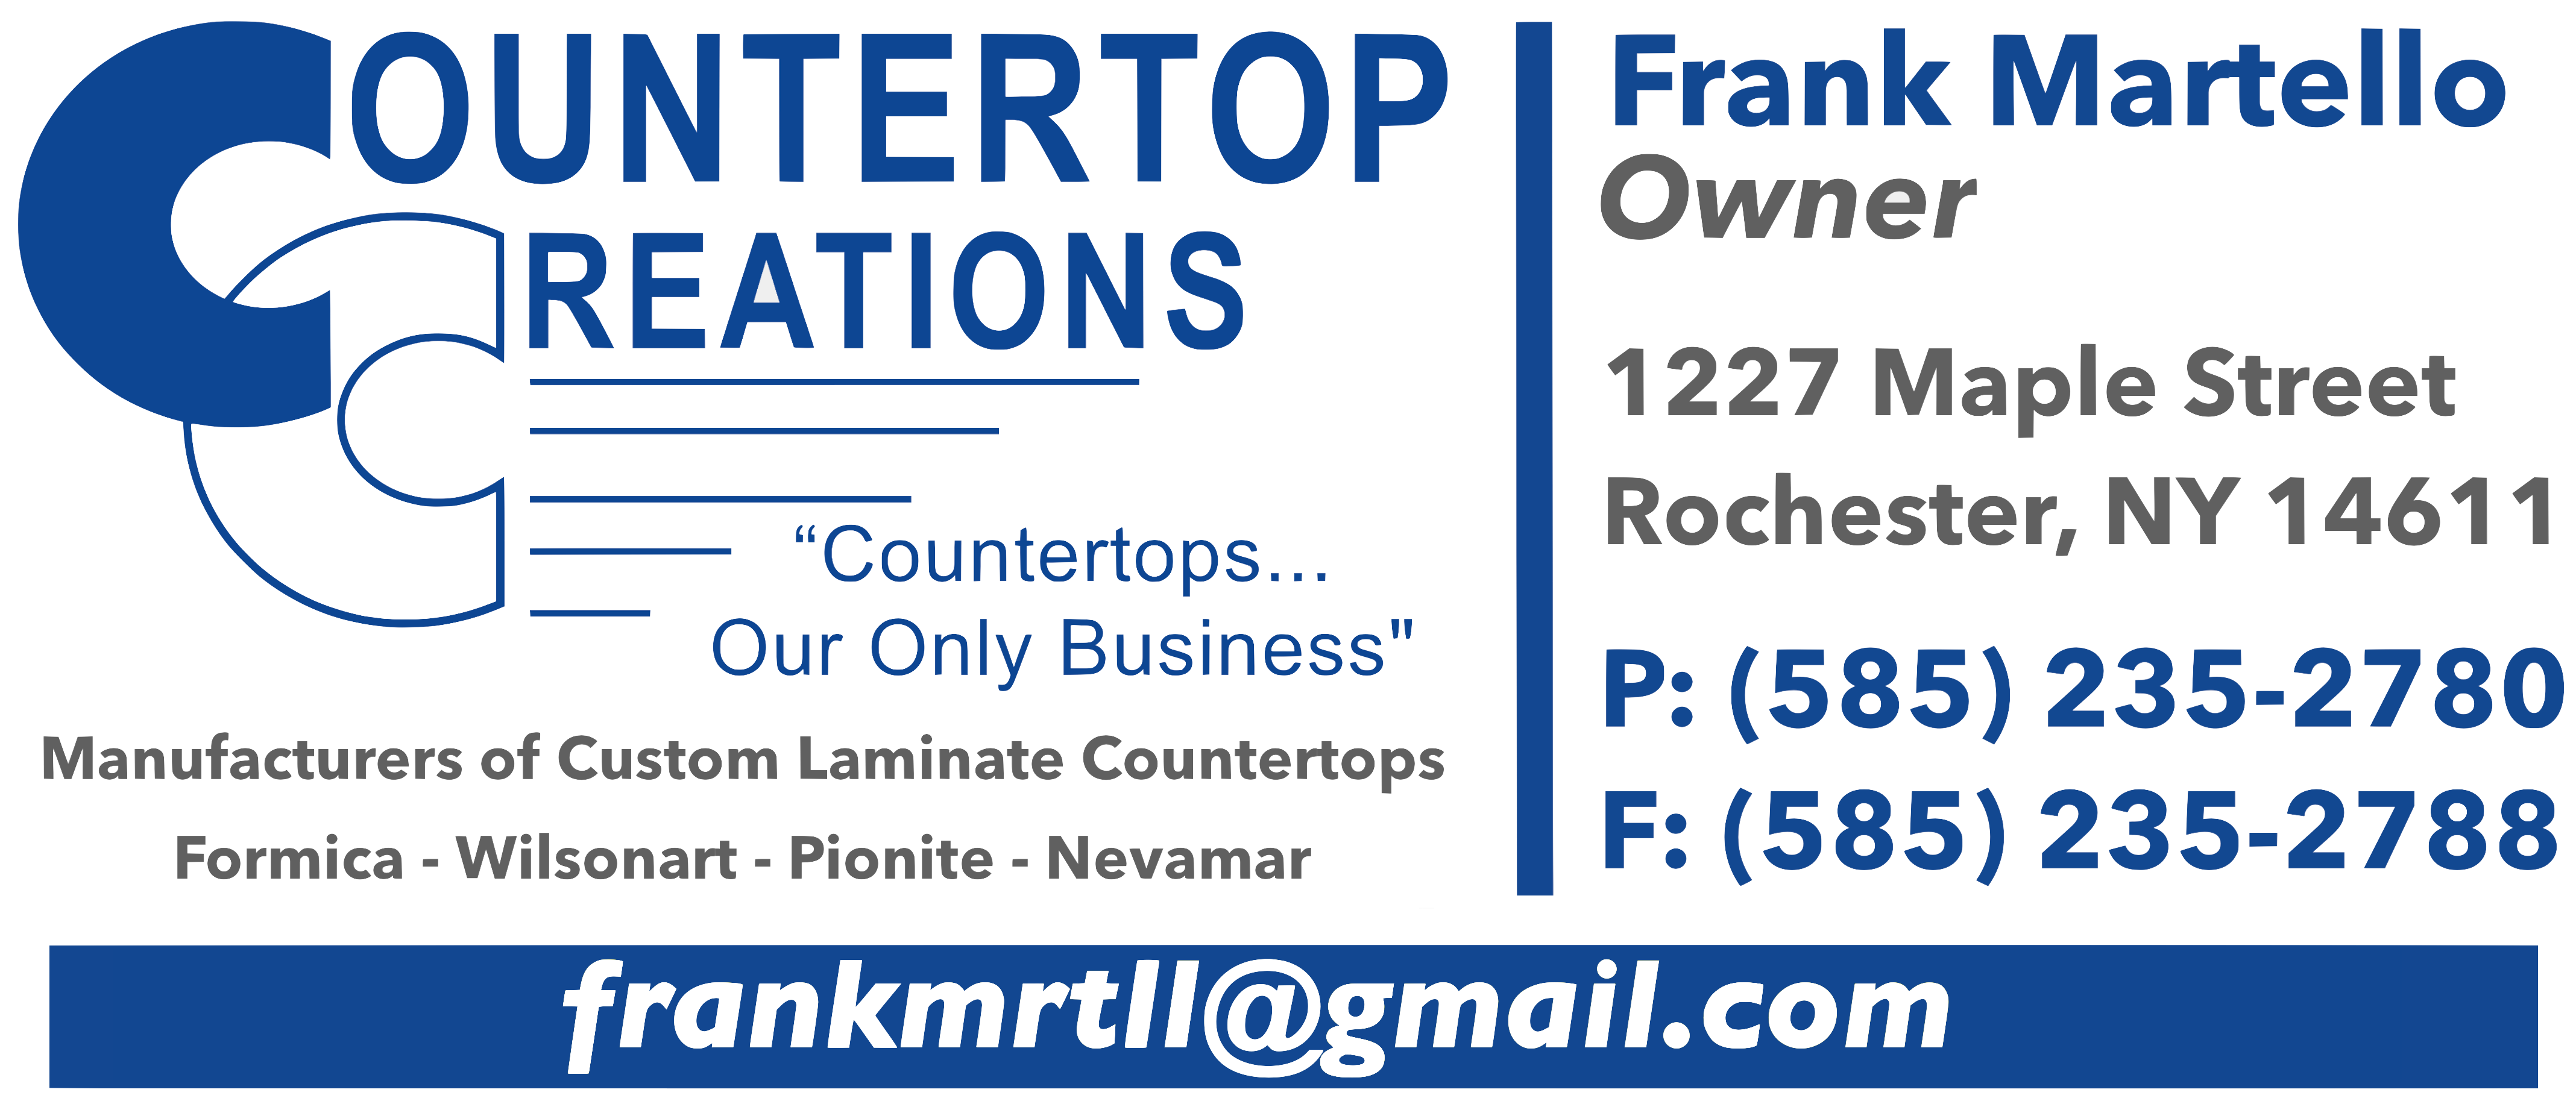 COUNTERTOP
CREATIONS
“Countertops...
Our Only Business"
Manufacturers of Custom Laminate Countertops
Formica - Wilsonart - Pionite - Nevamar
Frank Martello
Owner
1227 Maple Street
Rochester, NY 14611
P: (585) 235-2780
F: (585) 235-2788
frankmrtll@gmail.com